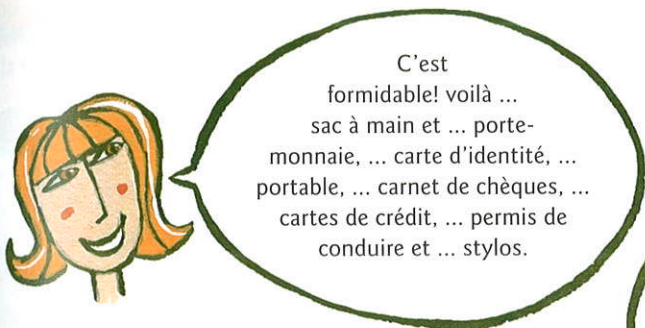 C'est
formidable! voilà ...
sac à main et ... porte-
monnaie, ... carte d'identité, ...
portable, ... carnet de chèques, ...
cartes de crédit, ... permis de
conduire et ... stylos.